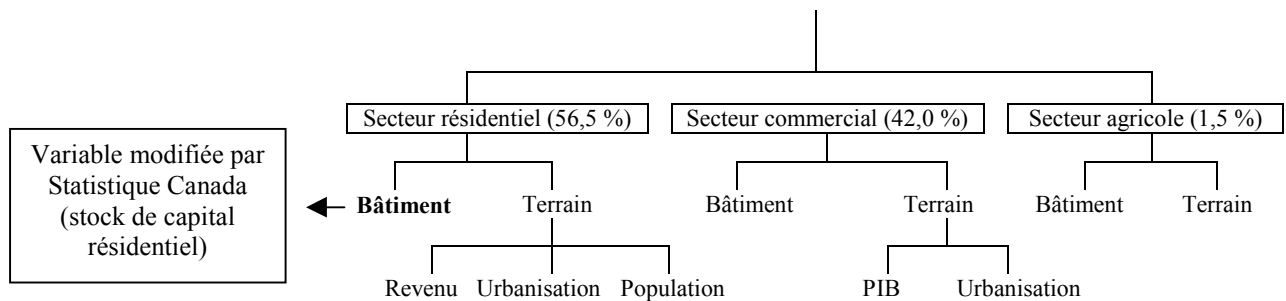 Secteur résidentiel (56,5 %)
Secteur commercial (42,0 %)
Secteur agricole (1,5 %)
Variable modifiée par
Statistique Canada
(stock de capital
résidentiel)
Bâtiment
Terrain
Bâtiment
Terrain
Bâtiment
Terrain
Revenu
Urbanisation
Population
PIB
Urbanisation